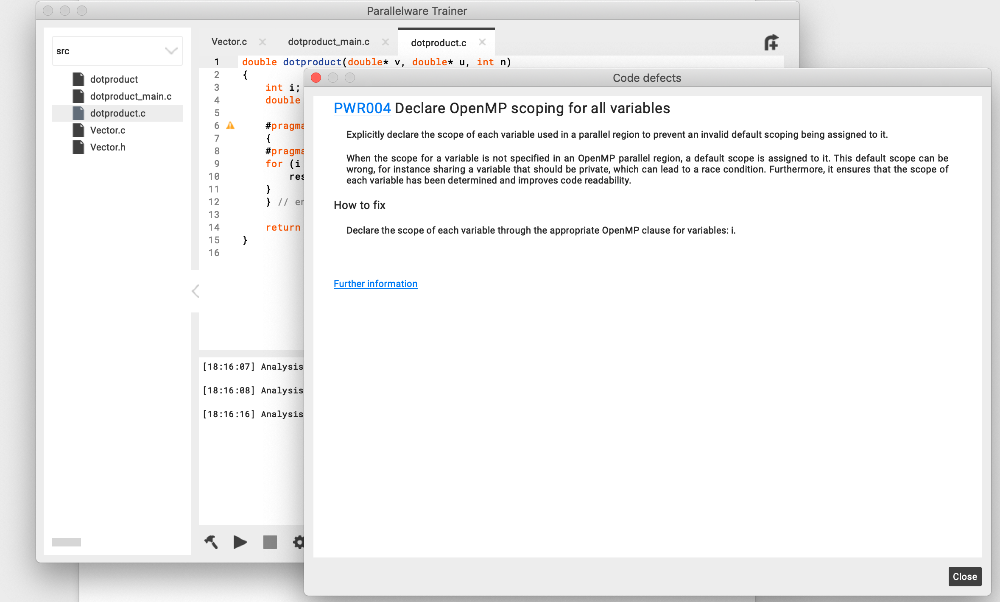 Parallelware Trainer
src
dotproduct
dotproduct_main.c
dotproduct.c
Vector.c
Vector.h
Vector.c dotproduct_main.c dotproduct.c
1 double dotproduct(double* v, double* u, int n)
2 {
3 int i;
4 double
5
6 #pragma
7 {
8 #pragma
9 for (i
10 res
11 }
12 } // er
13
14 return
15 }
16
[18:16:07] Analysis
[18:16:08] Analysis
[18:16:16] Analysis
Code defects
PWR004 Declare OpenMP scoping for all variables
Explicitly declare the scope of each variable used in a parallel region to prevent an invalid default scoping being assigned to it.
When the scope for a variable is not specified in an OpenMP parallel region, a default scope is assigned to it. This default scope can be
wrong, for instance sharing a variable that should be private, which can lead to a race condition. Furthermore, it ensures that the scope of
each variable has been determined and improves code readability.
How to fix
Declare the scope of each variable through the appropriate OpenMP clause for variables: i.
Further information
Close